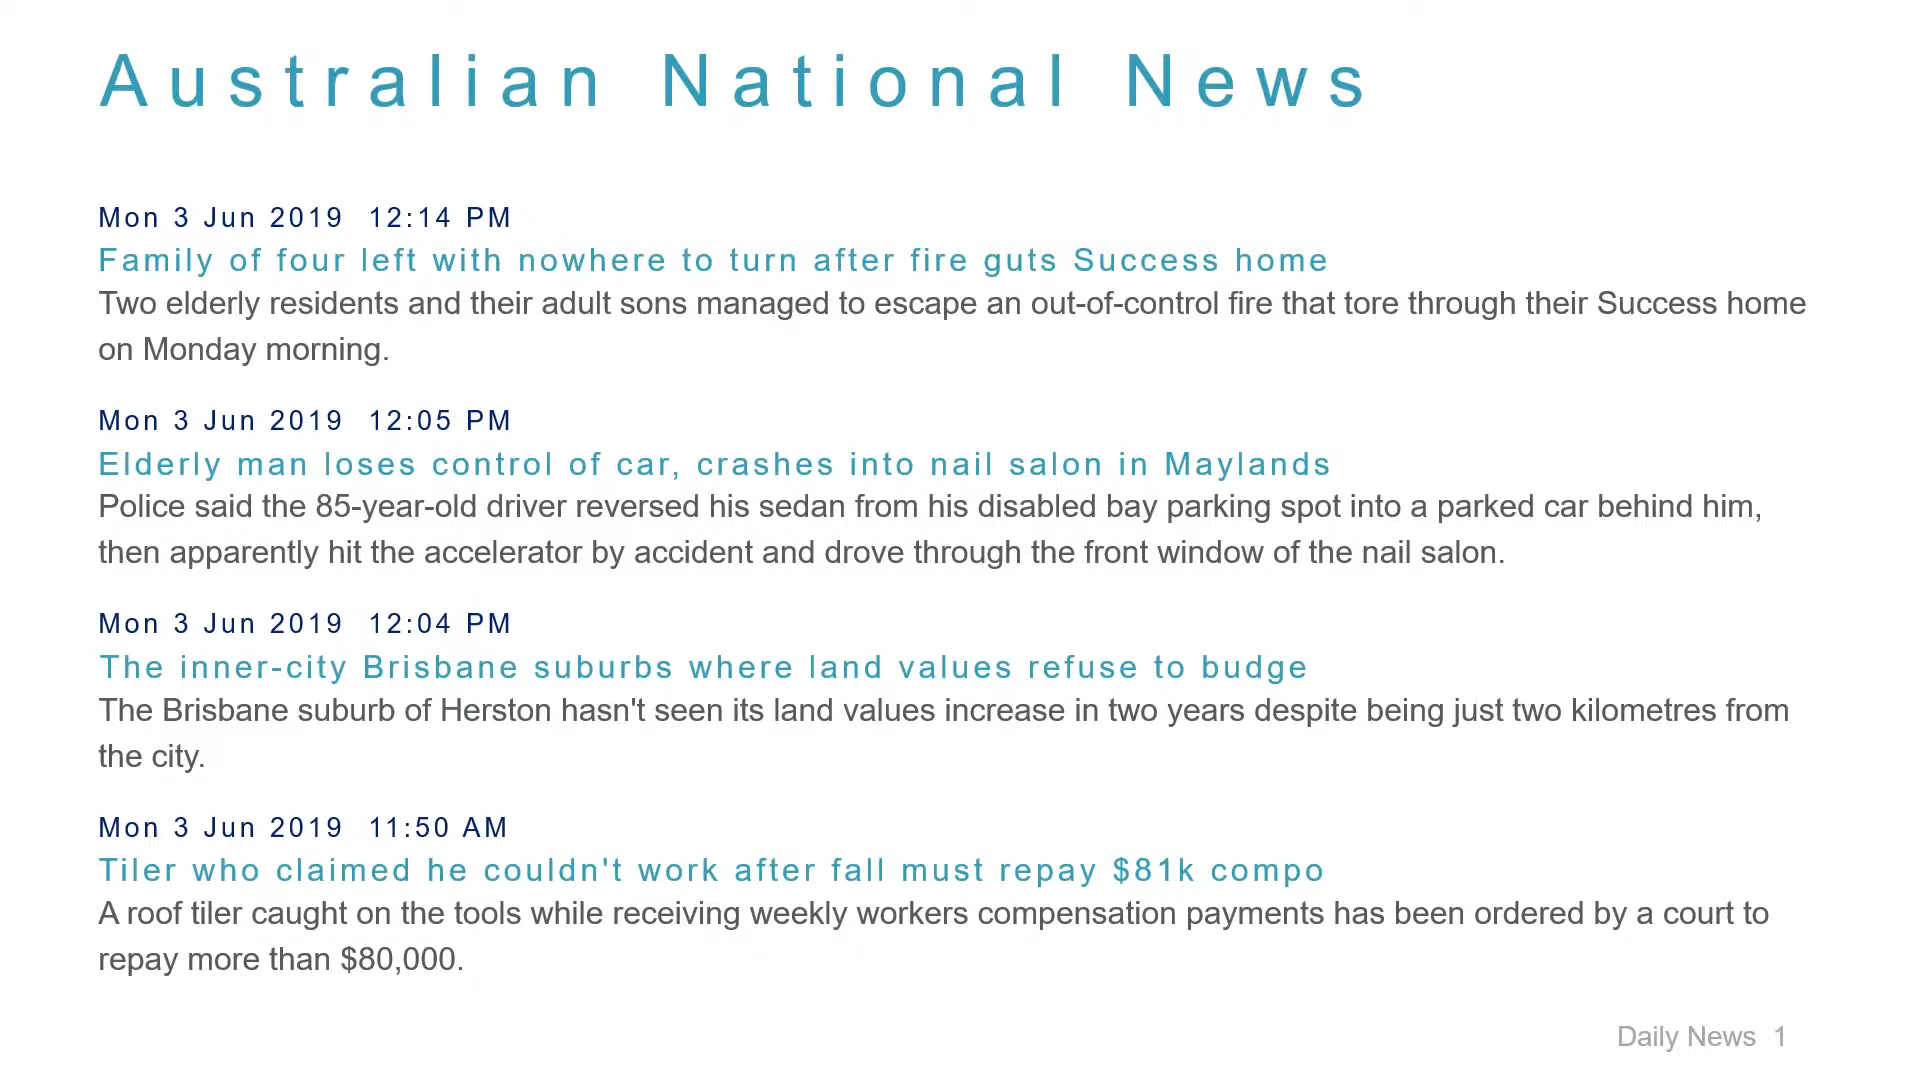 Australian National News
Mon 3 Jun 2019 12:14 PM
Family of four left with nowhere to turn after fire guts Success home
Two elderly residents and their adult sons managed to escape an out-of-control fire that tore through their Success home
on Monday morning.
Mon 3 Jun 2019 12:05 PM
Elderly man loses control of car, crashes into nail salon in Maylands
Police said the 85-year-old driver reversed his sedan from his disabled bay parking spot into a parked car behind him,
then apparently hit the accelerator by accident and drove through the front window of the nail salon.
Mon 3 Jun 2019 12:04 PM
The inner-city Brisbane suburbs where land values refuse to budge
The Brisbane suburb of Herston hasn't seen its land values increase in two years despite being just two kilometres from
the city.
Mon 3 Jun 2019 11:50 AM
Tiler who claimed he couldn't work after fall must repay $81k compo
A roof tiler caught on the tools while receiving weekly workers compensation payments has been ordered by a court to
repay more than $80,000.
Daily News 1